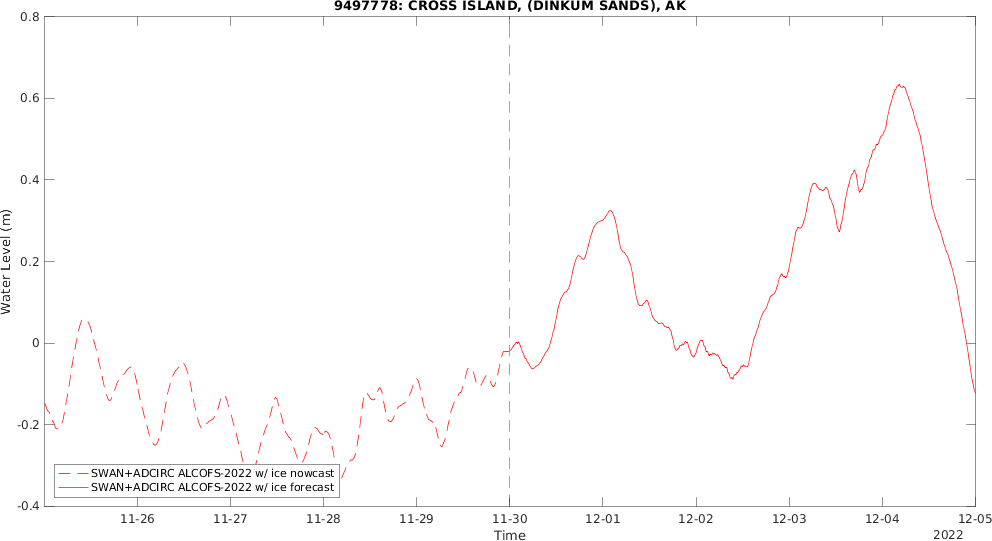 9497778: CROSS ISLAND, (DINKUM SANDS), AK
0.8
0.6
0.4
0.2
0
-0.2
-0.4
Water Level (m)
SWAN+ADCIRC ALCOFS-2022 w/ ice nowcast
SWAN+ADCIRC ALCOFS-2022 w/ ice forecast
11-26 11-27 11-28 11-29 11-30 12-01 12-02 12-03 12-04 12-05
Time
2022